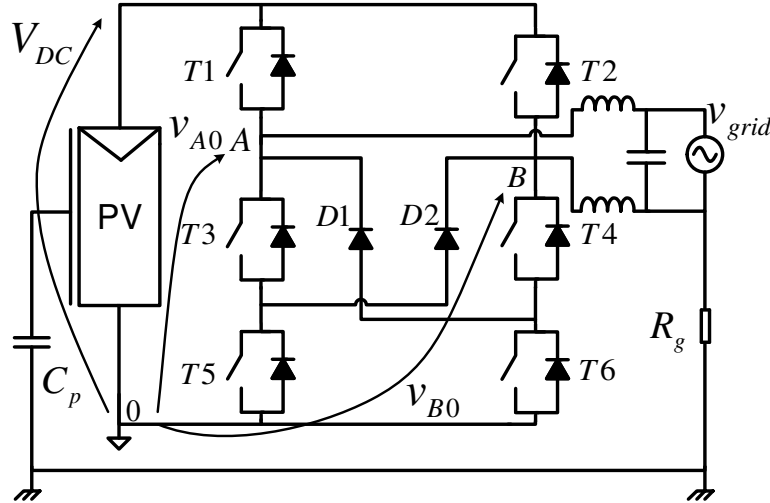 V_DC
T1
T2
v_A0
A
v_grid
B
PV
T3
D1
D2
T4
R_g
C_p
T5
T6
0
v_B0